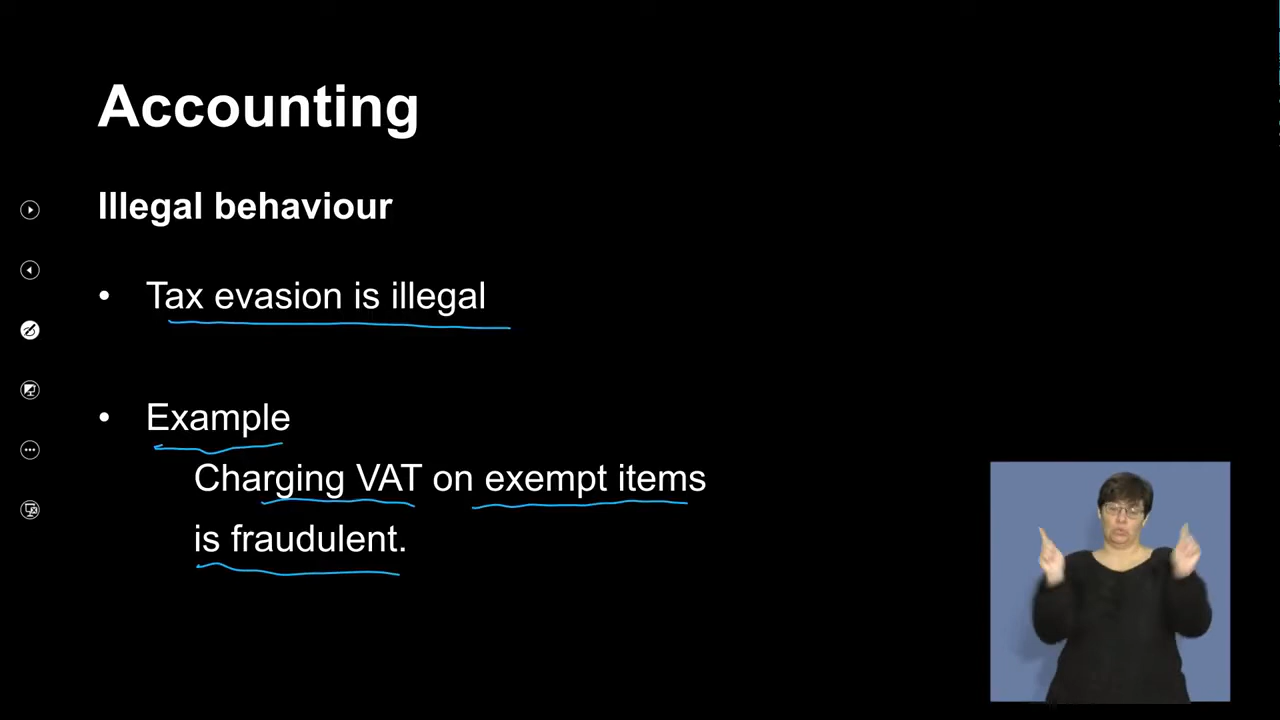 Accounting
Illegal behaviour
• Tax evasion is illegal
• Example
Charging VAT on exempt items
is fraudulent.